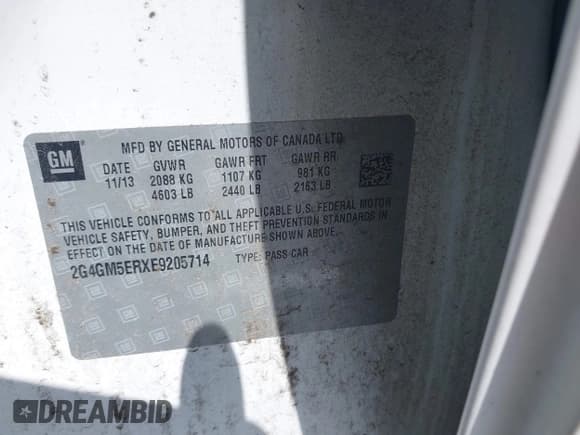 MFD BY GENERAL MOTORS OF CANADA LTD
GM
DATE GVWR GAWR FRT GAWR RR
11/13 2088 KG 1107 KG 981 KG
4603 LB 2440 LB 2163 LB
THIS VEHICLE CONFORMS TO ALL APPLICABLE U.S. FEDERAL MOTOR
VEHICLE SAFETY, BUMPER, AND THEFT PREVENTION STANDARDS IN
EFFECT ON THE DATE OF MANUFACTURE SHOWN ABOVE.
2G4GM5ERXE9205714 TYPE: PASS CAR
DREAMBID